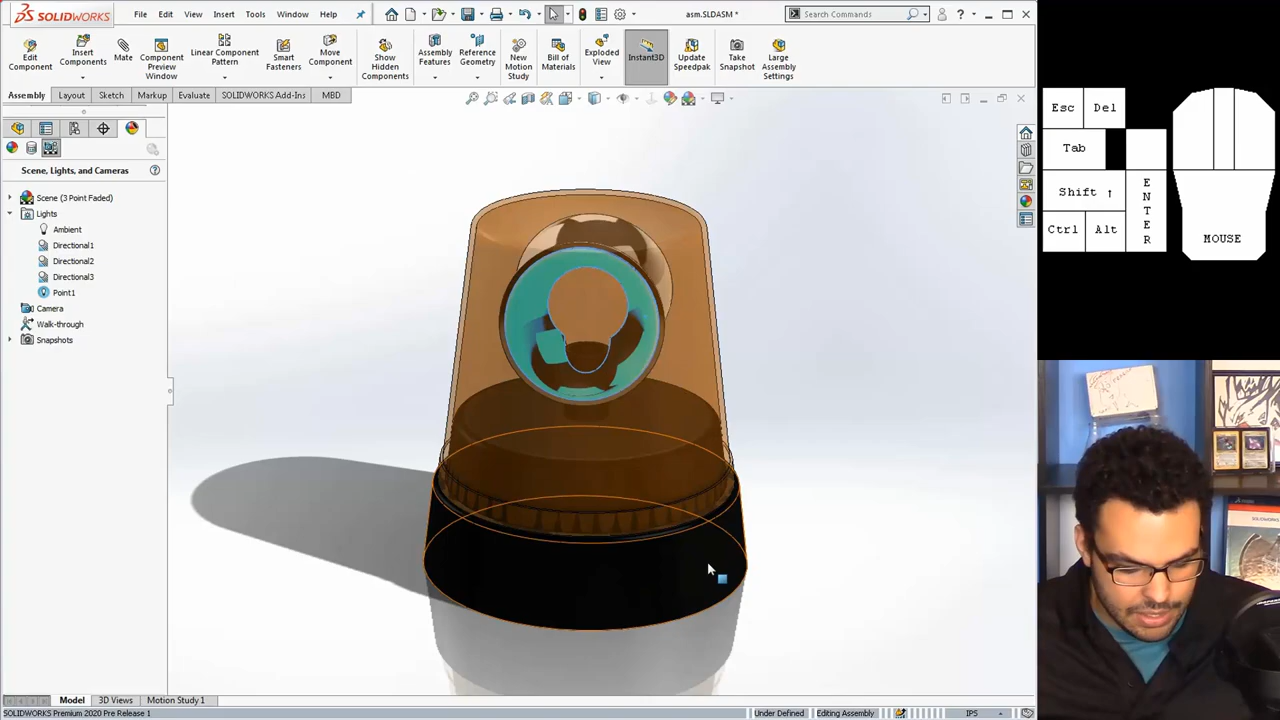 SOLIDWORKS
File Edit View Insert Tools Window Help
asm.SLDASM *
Search Commands
?
Edit Component
Insert Components
Mate
Component Preview Window
Linear Component Pattern
Smart Fasteners
Move Component
Show Hidden Components
Assembly Features
Reference Geometry
New Motion Study
Bill of Materials
Exploded View
Instant3D
Update Speedpak
Take Snapshot
Large Assembly Settings
Assembly Layout Sketch Markup Evaluate SOLIDWORKS Add-Ins MBD
Scene, Lights, and Cameras
Scene (3 Point Faded)
Lights
Ambient
Directional1
Directional2
Directional3
Point1
Camera
Walk-through
Snapshots
Esc Del
Tab
Shift ↑
Ctrl Alt
ENTER
MOUSE
Model 3D Views Motion Study 1
SOLIDWORKS Premium 2020 Pre Release 1
Under Defined Editing Assembly IPS